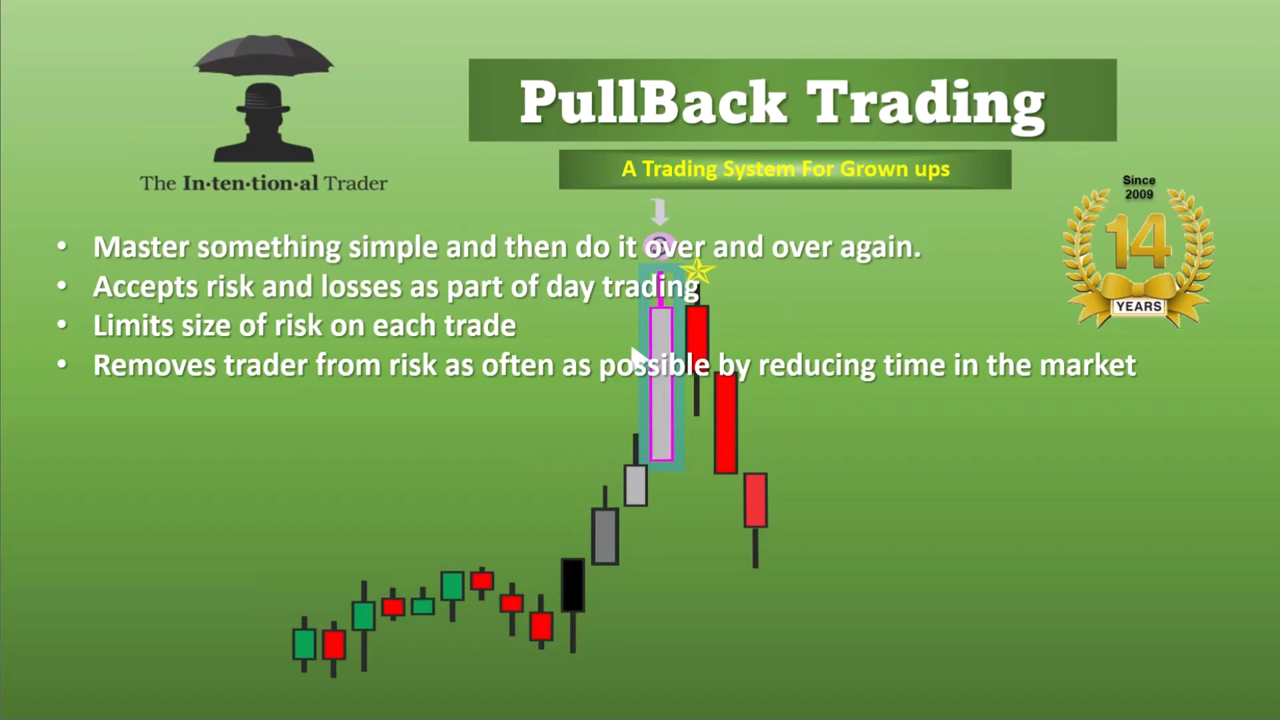 PullBack Trading
A Trading System For Grown ups
The In·ten·tion·al Trader
Since
2009
14
YEARS
• Master something simple and then do it over and over again.
• Accepts risk and losses as part of day trading
• Limits size of risk on each trade
• Removes trader from risk as often as possible by reducing time in the market